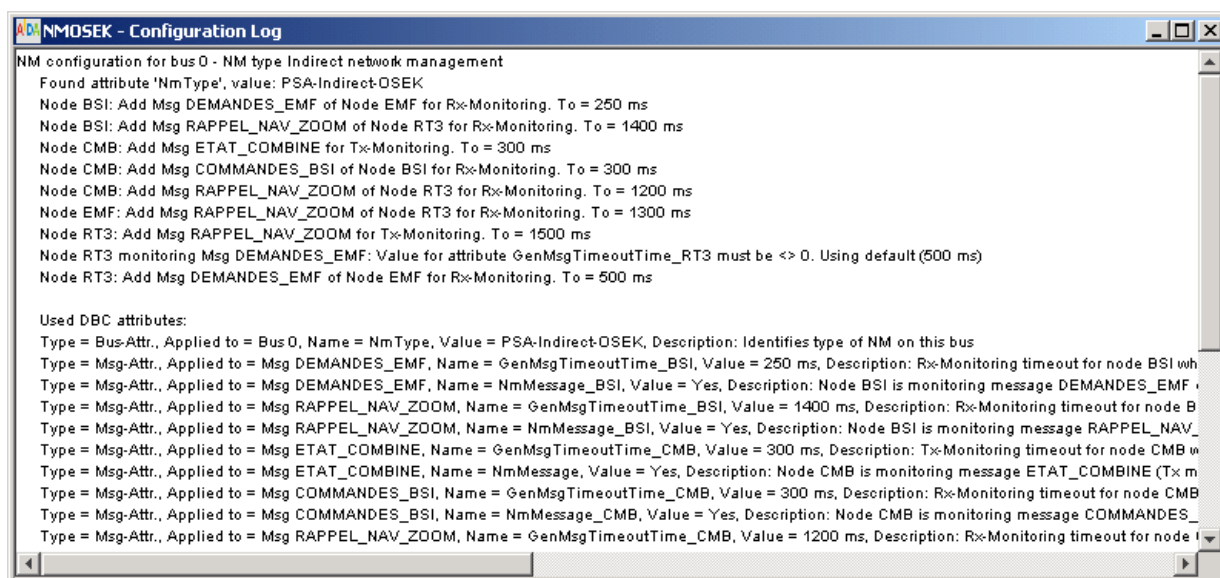 AIDA NMOSEK - Configuration Log
NM configuration for bus 0 - NM type Indirect network management
Found attribute 'NmType', value: PSA-Indirect-OSEK
Node BSI: Add Msg DEMANDES_EMF of Node EMF for Rx-Monitoring. To = 250 ms
Node BSI: Add Msg RAPPEL_NAV_ZOOM of Node RT3 for Rx-Monitoring. To = 1400 ms
Node CMB: Add Msg ETAT_COMBINE for Tx-Monitoring. To = 300 ms
Node CMB: Add Msg COMMANDES_BSI of Node BSI for Rx-Monitoring. To = 300 ms
Node CMB: Add Msg RAPPEL_NAV_ZOOM of Node RT3 for Rx-Monitoring. To = 1200 ms
Node EMF: Add Msg RAPPEL_NAV_ZOOM of Node RT3 for Rx-Monitoring. To = 1300 ms
Node RT3: Add Msg RAPPEL_NAV_ZOOM for Tx-Monitoring. To = 1500 ms
Node RT3 monitoring Msg DEMANDES_EMF: Value for attribute GenMsgTimeoutTime_RT3 must be <> 0. Using default (500 ms)
Node RT3: Add Msg DEMANDES_EMF of Node EMF for Rx-Monitoring. To = 500 ms
Used DBC attributes:
Type = Bus-Attr., Applied to = Bus 0, Name = NmType, Value = PSA-Indirect-OSEK, Description: Identifies type of NM on this bus
Type = Msg-Attr., Applied to = Msg DEMANDES_EMF, Name = GenMsgTimeoutTime_BSI, Value = 250 ms, Description: Rx-Monitoring timeout for node BSI wh
Type = Msg-Attr., Applied to = Msg DEMANDES_EMF, Name = NmMessage_BSI, Value = Yes, Description: Node BSI is monitoring message DEMANDES_EMF
Type = Msg-Attr., Applied to = Msg RAPPEL_NAV_ZOOM, Name = GenMsgTimeoutTime_BSI, Value = 1400 ms, Description: Rx-Monitoring timeout for node B
Type = Msg-Attr., Applied to = Msg RAPPEL_NAV_ZOOM, Name = NmMessage_BSI, Value = Yes, Description: Node BSI is monitoring message RAPPEL_NAV_
Type = Msg-Attr., Applied to = Msg ETAT_COMBINE, Name = GenMsgTimeoutTime_CMB, Value = 300 ms, Description: Tx-Monitoring timeout for node CMB w
Type = Msg-Attr., Applied to = Msg ETAT_COMBINE, Name = NmMessage, Value = Yes, Description: Node CMB is monitoring message ETAT_COMBINE (Tx m
Type = Msg-Attr., Applied to = Msg COMMANDES_BSI, Name = GenMsgTimeoutTime_CMB, Value = 300 ms, Description: Rx-Monitoring timeout for node CMB
Type = Msg-Attr., Applied to = Msg COMMANDES_BSI, Name = NmMessage_CMB, Value = Yes, Description: Node CMB is monitoring message COMMANDES_
Type = Msg-Attr., Applied to = Msg RAPPEL_NAV_ZOOM, Name = GenMsgTimeoutTime_CMB, Value = 1200 ms, Description: Rx-Monitoring timeout for node